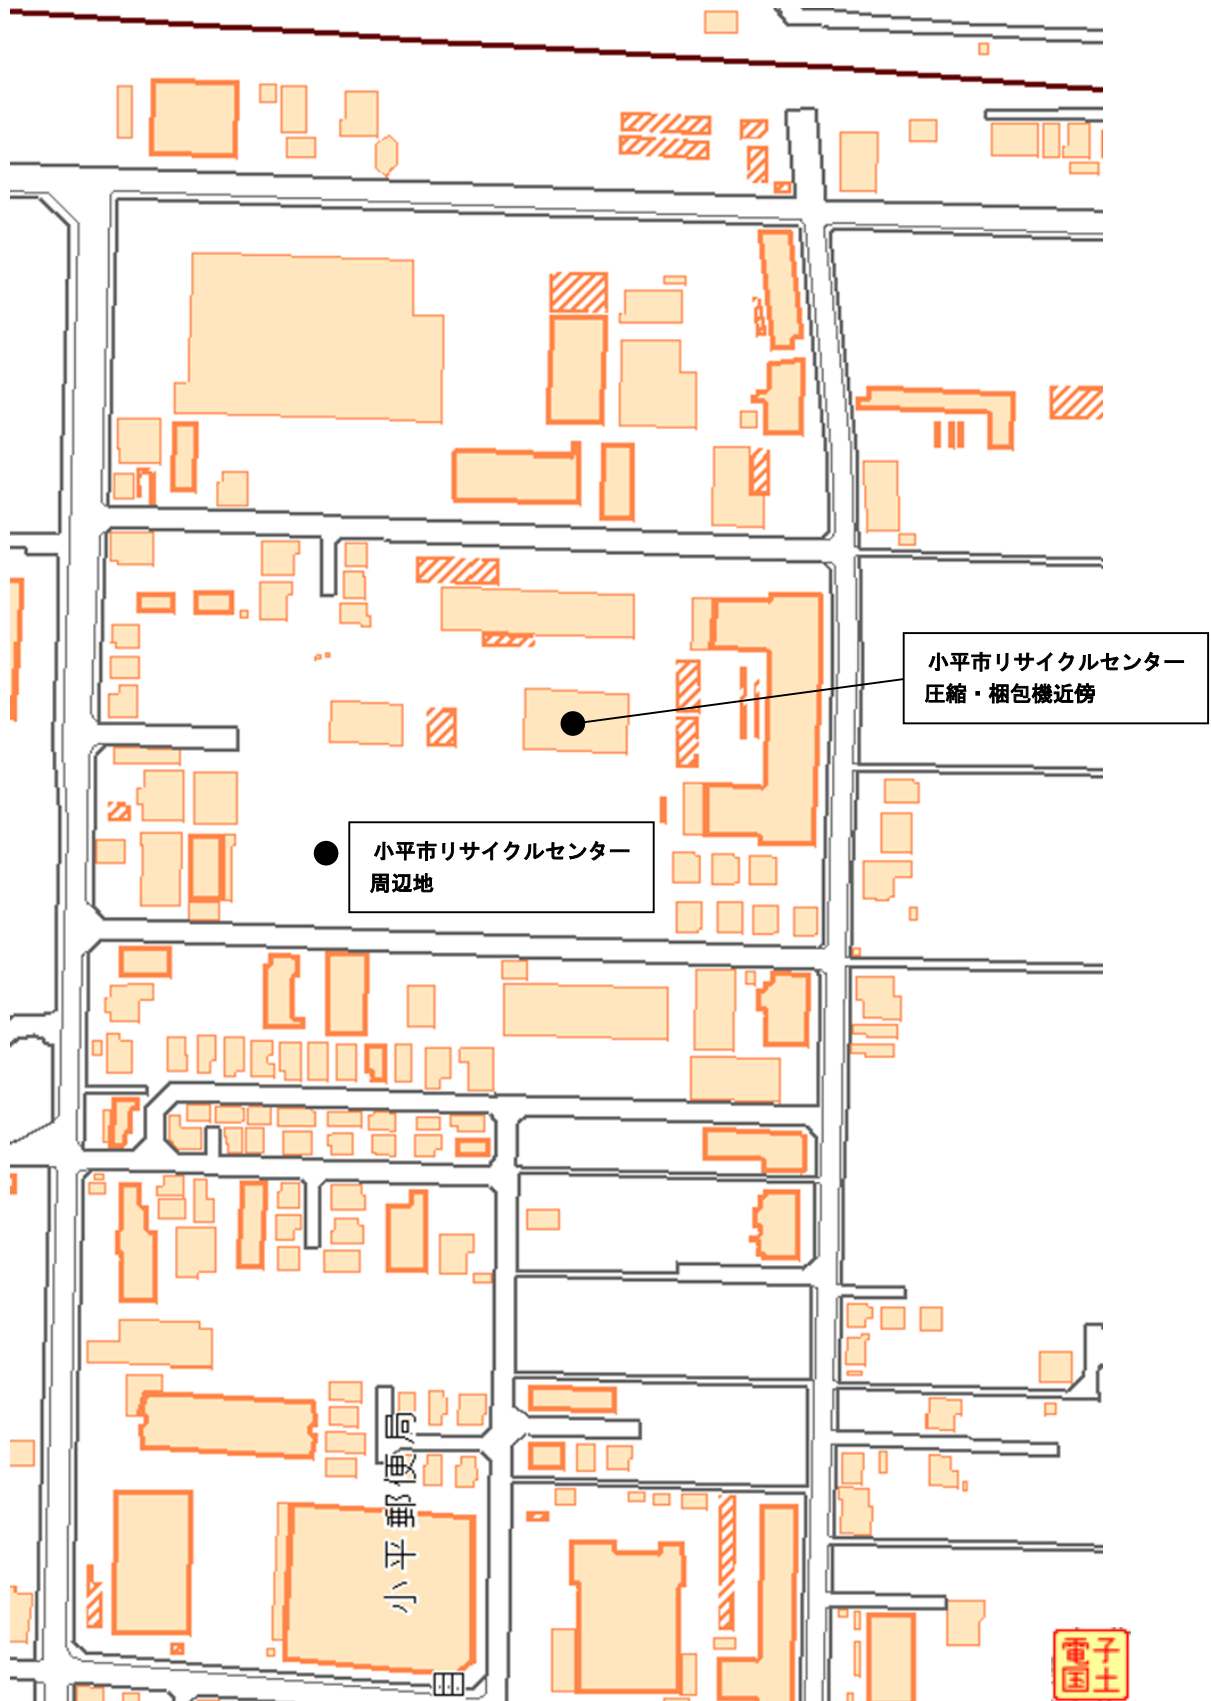 小平市リサイクルセンター
圧縮・梱包機近傍
小平市リサイクルセンター
周辺地
小平郵便局
電子
国土